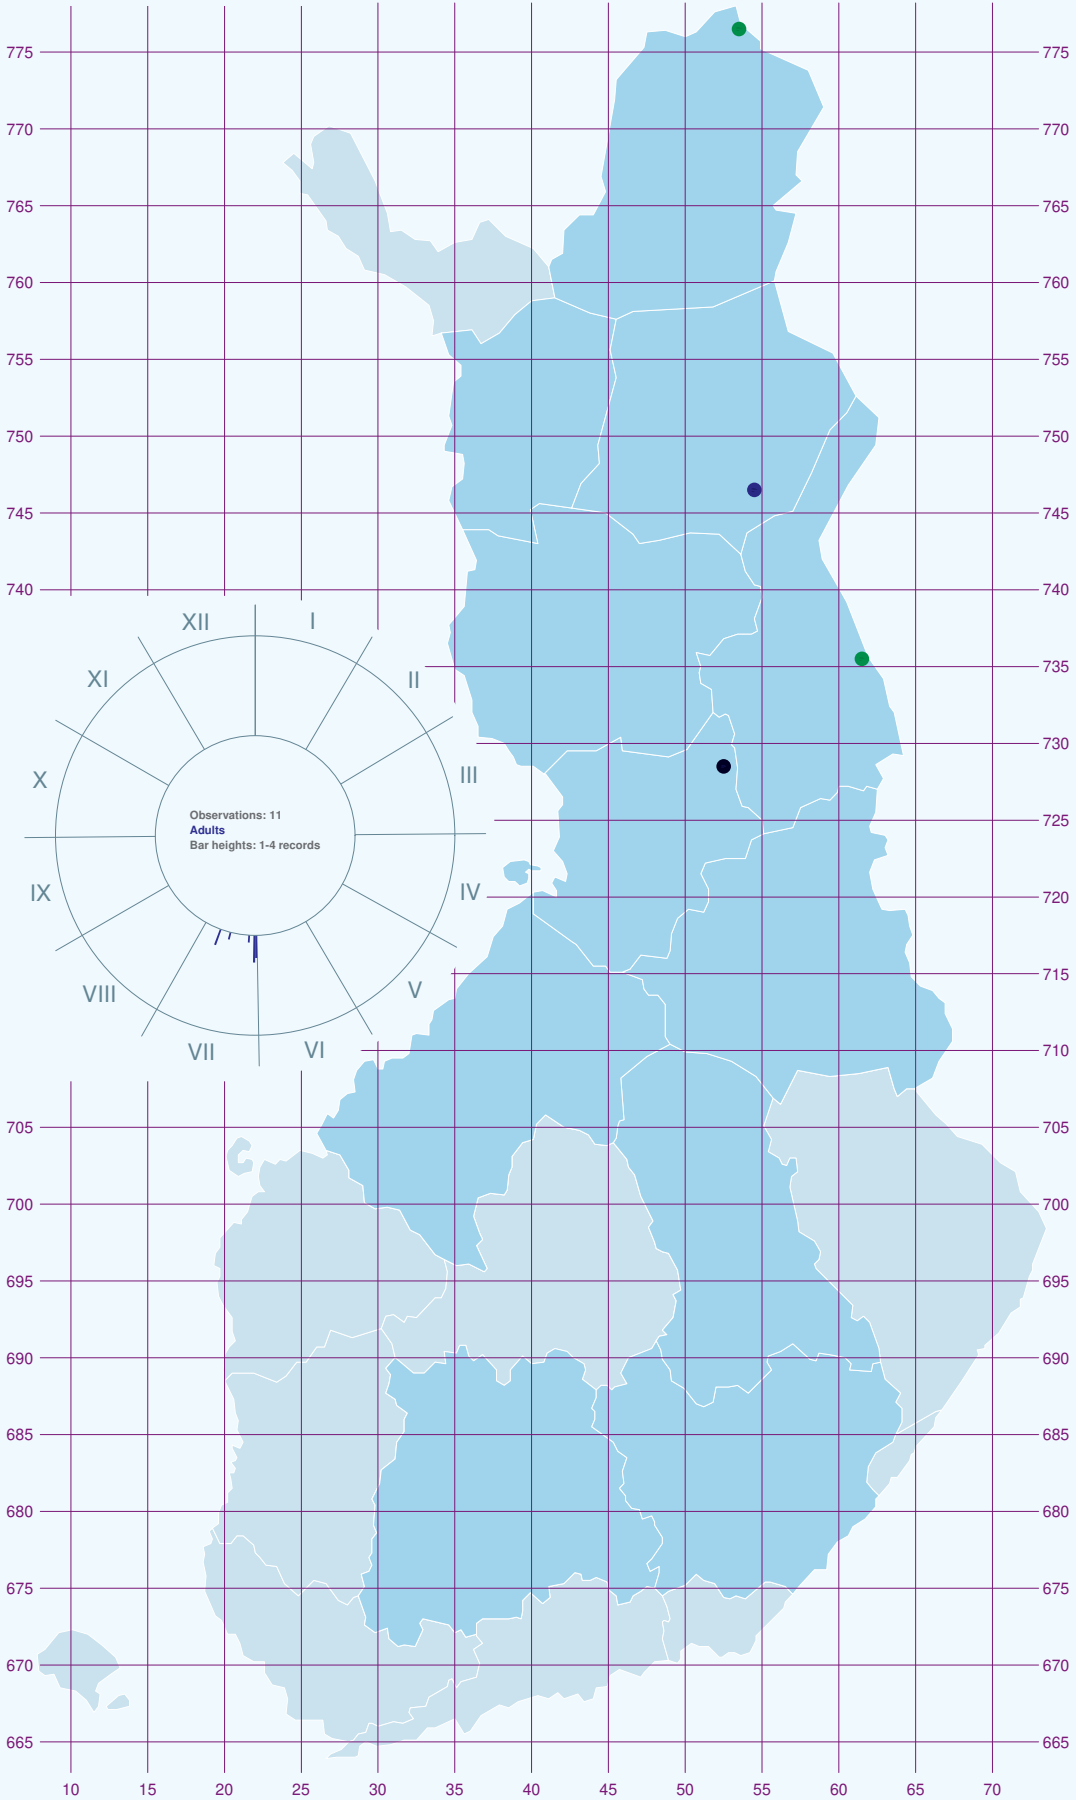 775 775
770 770
765 765
760 760
755 755
750 750
745 745
740 740
XII I
XI II
735
X III
730
Observations: 11
Adults
Bar heights: 1-4 records
725
IX IV
720
VIII V
715
VII VI
710
705 705
700 700
695 695
690 690
685 685
680 680
675 675
670 670
665 665
10 15 20 25 30 35 40 45 50 55 60 65 70